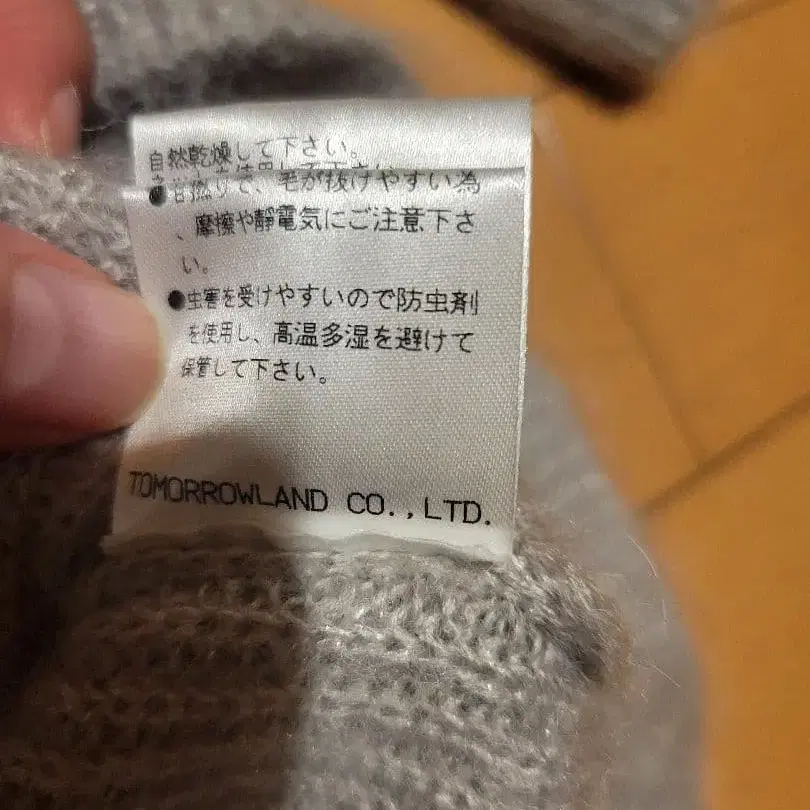 自然乾燥して下さい。
●甘撚りで、毛が抜けやすい為
、摩擦や静電気にご注意下さ
い。
●虫害を受けやすいので防虫剤
を使用し、高温多湿を避けて
保管して下さい。
TOMORROWLAND CO.,LTD.